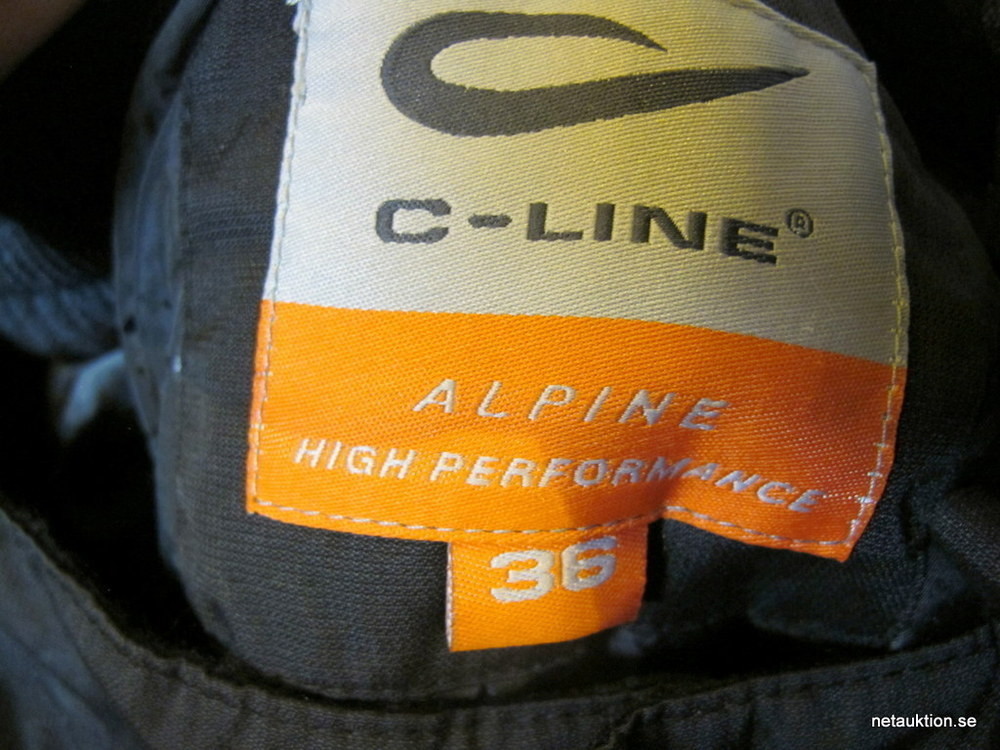 C-LINE®
ALPINE
HIGH PERFORMANCE
36
netauktion.se